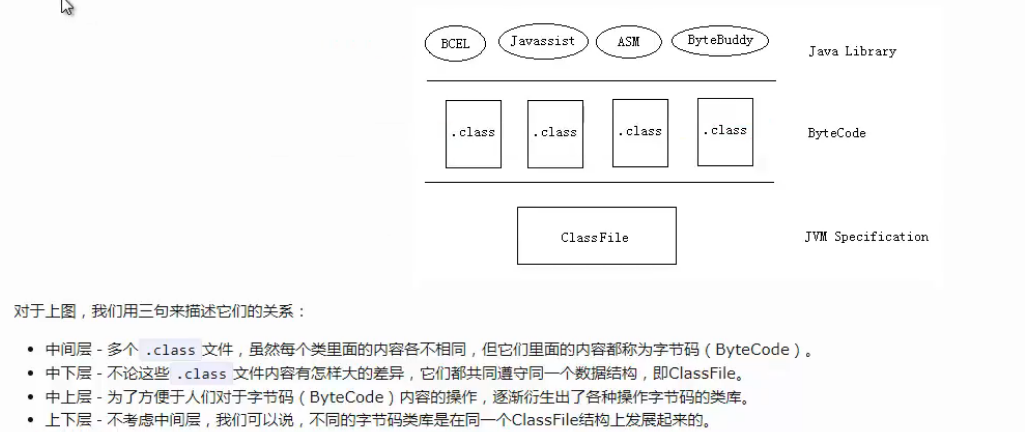 BCEL Javassist ASM ByteBuddy Java Library
.class .class .class .class ByteCode
ClassFile JVM Specification
对于上图，我们用三句来描述它们的关系：
中间层 - 多个 .class 文件，虽然每个类里面的内容各不相同，但它们里面的内容都称为字节码（ByteCode）。
中下层 - 不论这些 .class 文件内容有怎样大的差异，它们都共同遵守同一个数据结构，即ClassFile。
中上层 - 为了方便于人们对于字节码（ByteCode）内容的操作，逐渐衍生出了各种操作字节码的类库。
上下层 - 不考虑中间层，我们可以说，不同的字节码类库是在同一个ClassFile结构上发展起来的。